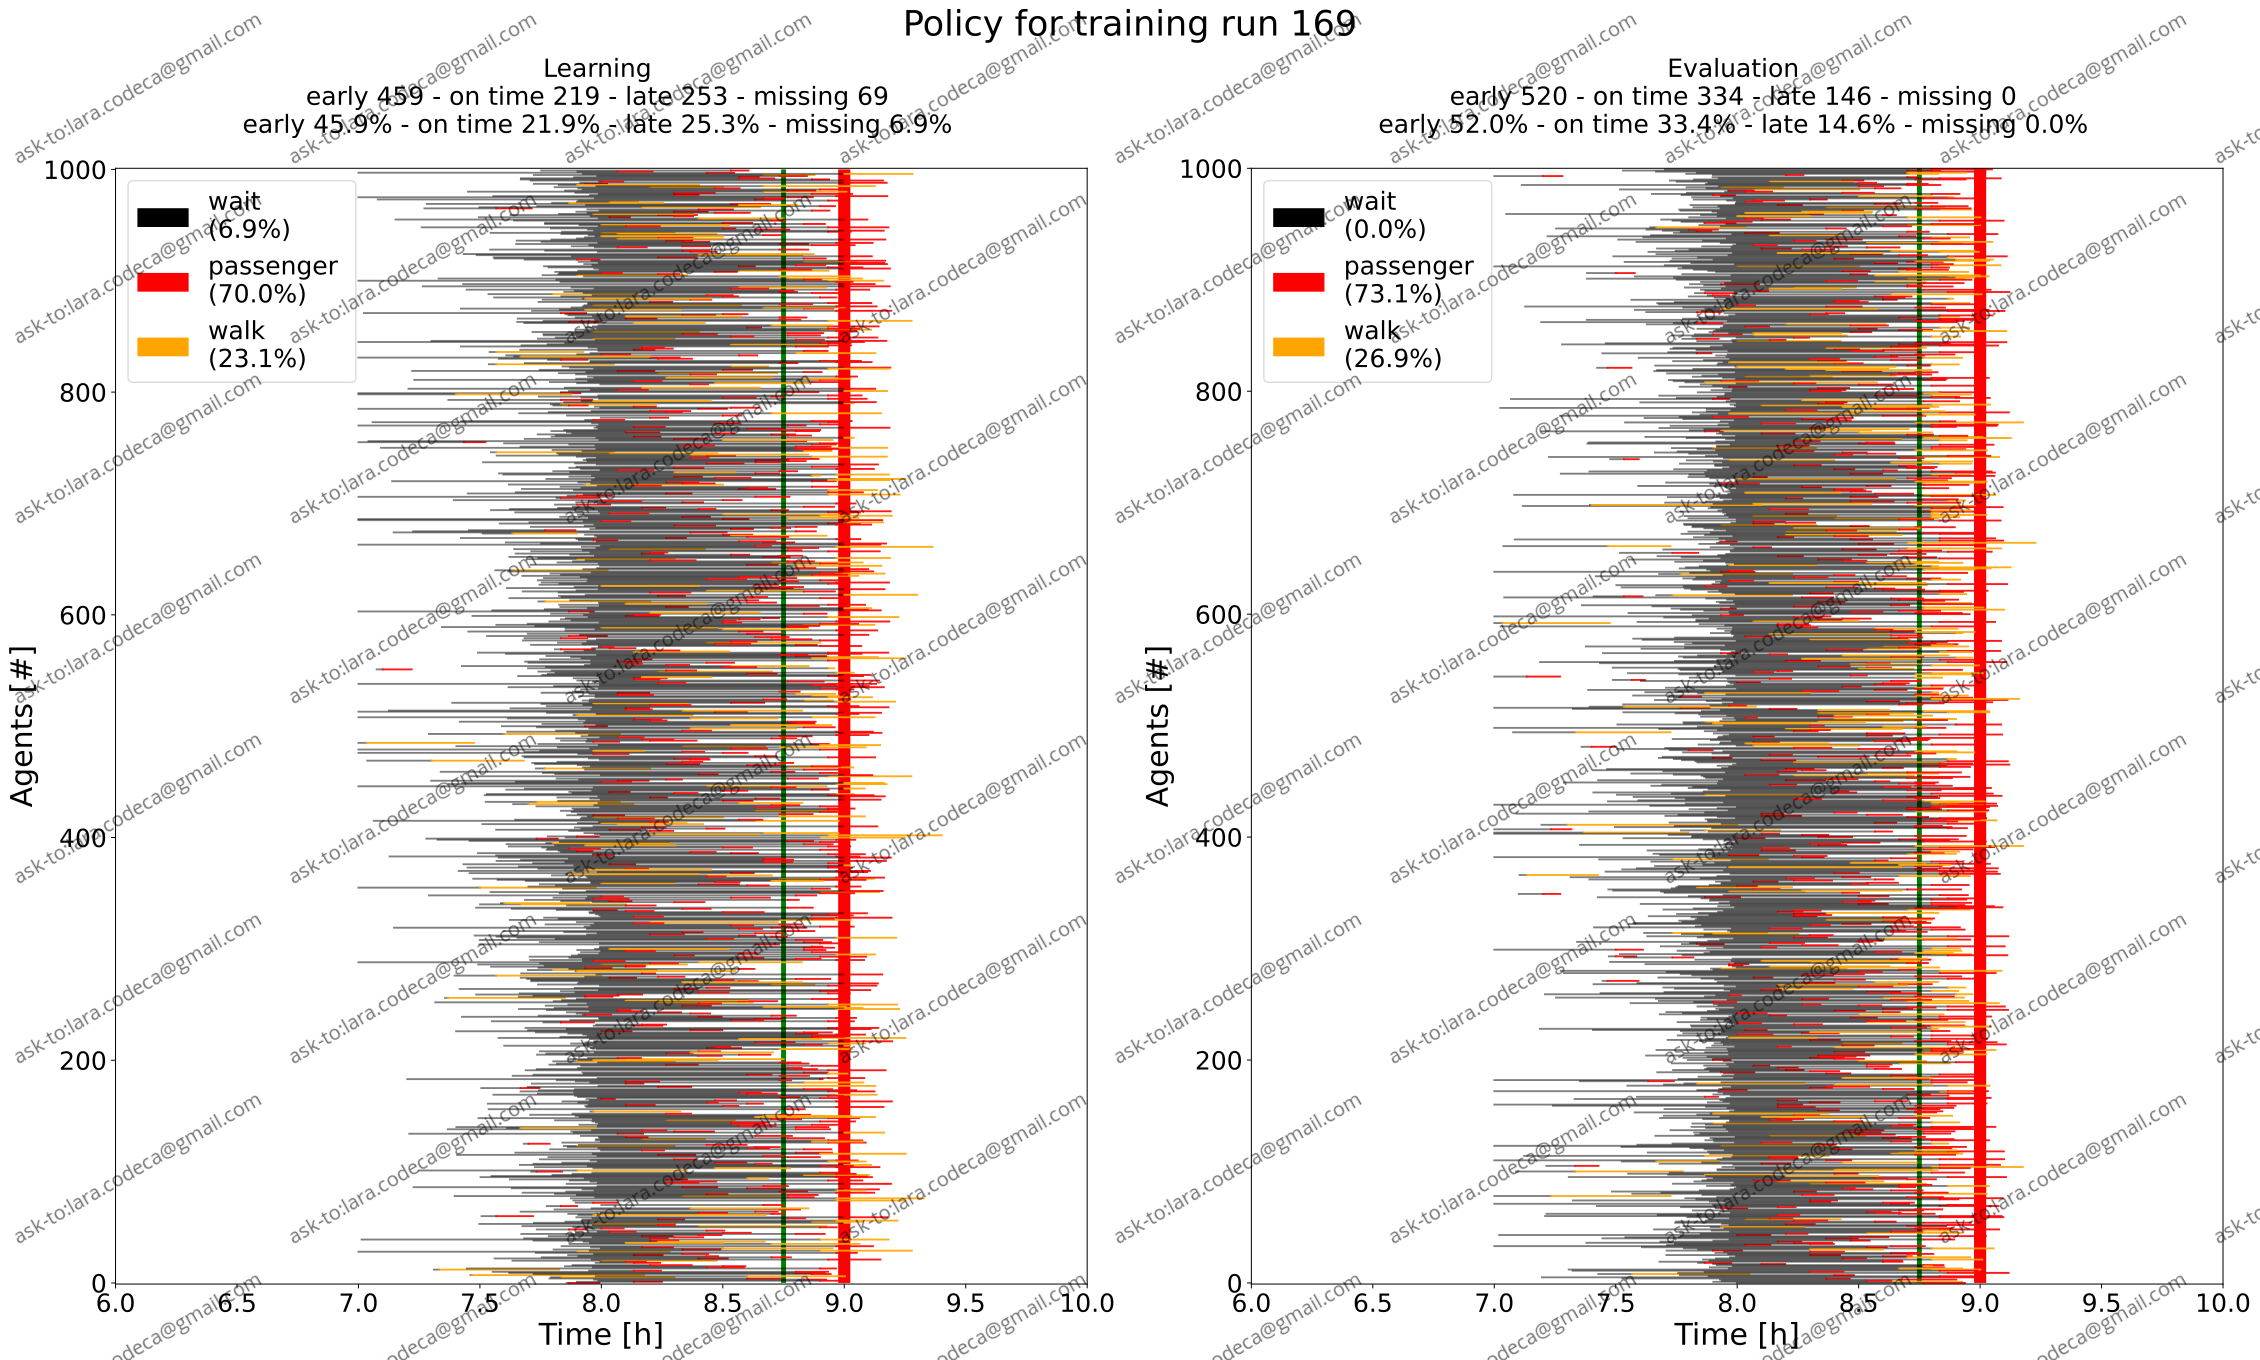 Policy for training run 169
Learning
early 459 - on time 219 - late 253 - missing 69
early 45.9% - on time 21.9% - late 25.3% - missing 6.9%
wait
(6.9%)
passenger
(70.0%)
walk
(23.1%)
1000
800
600
400
200
0
Agents [#]
6.0 6.5 7.0 7.5 8.0 8.5 9.0 9.5 10.0
Time [h]
Evaluation
early 520 - on time 334 - late 146 - missing 0
early 52.0% - on time 33.4% - late 14.6% - missing 0.0%
wait
(0.0%)
passenger
(73.1%)
walk
(26.9%)
1000
800
600
400
200
0
Agents [#]
6.0 6.5 7.0 7.5 8.0 8.5 9.0 9.5 10.0
Time [h]
ask-to:lara.codeca@gmail.com